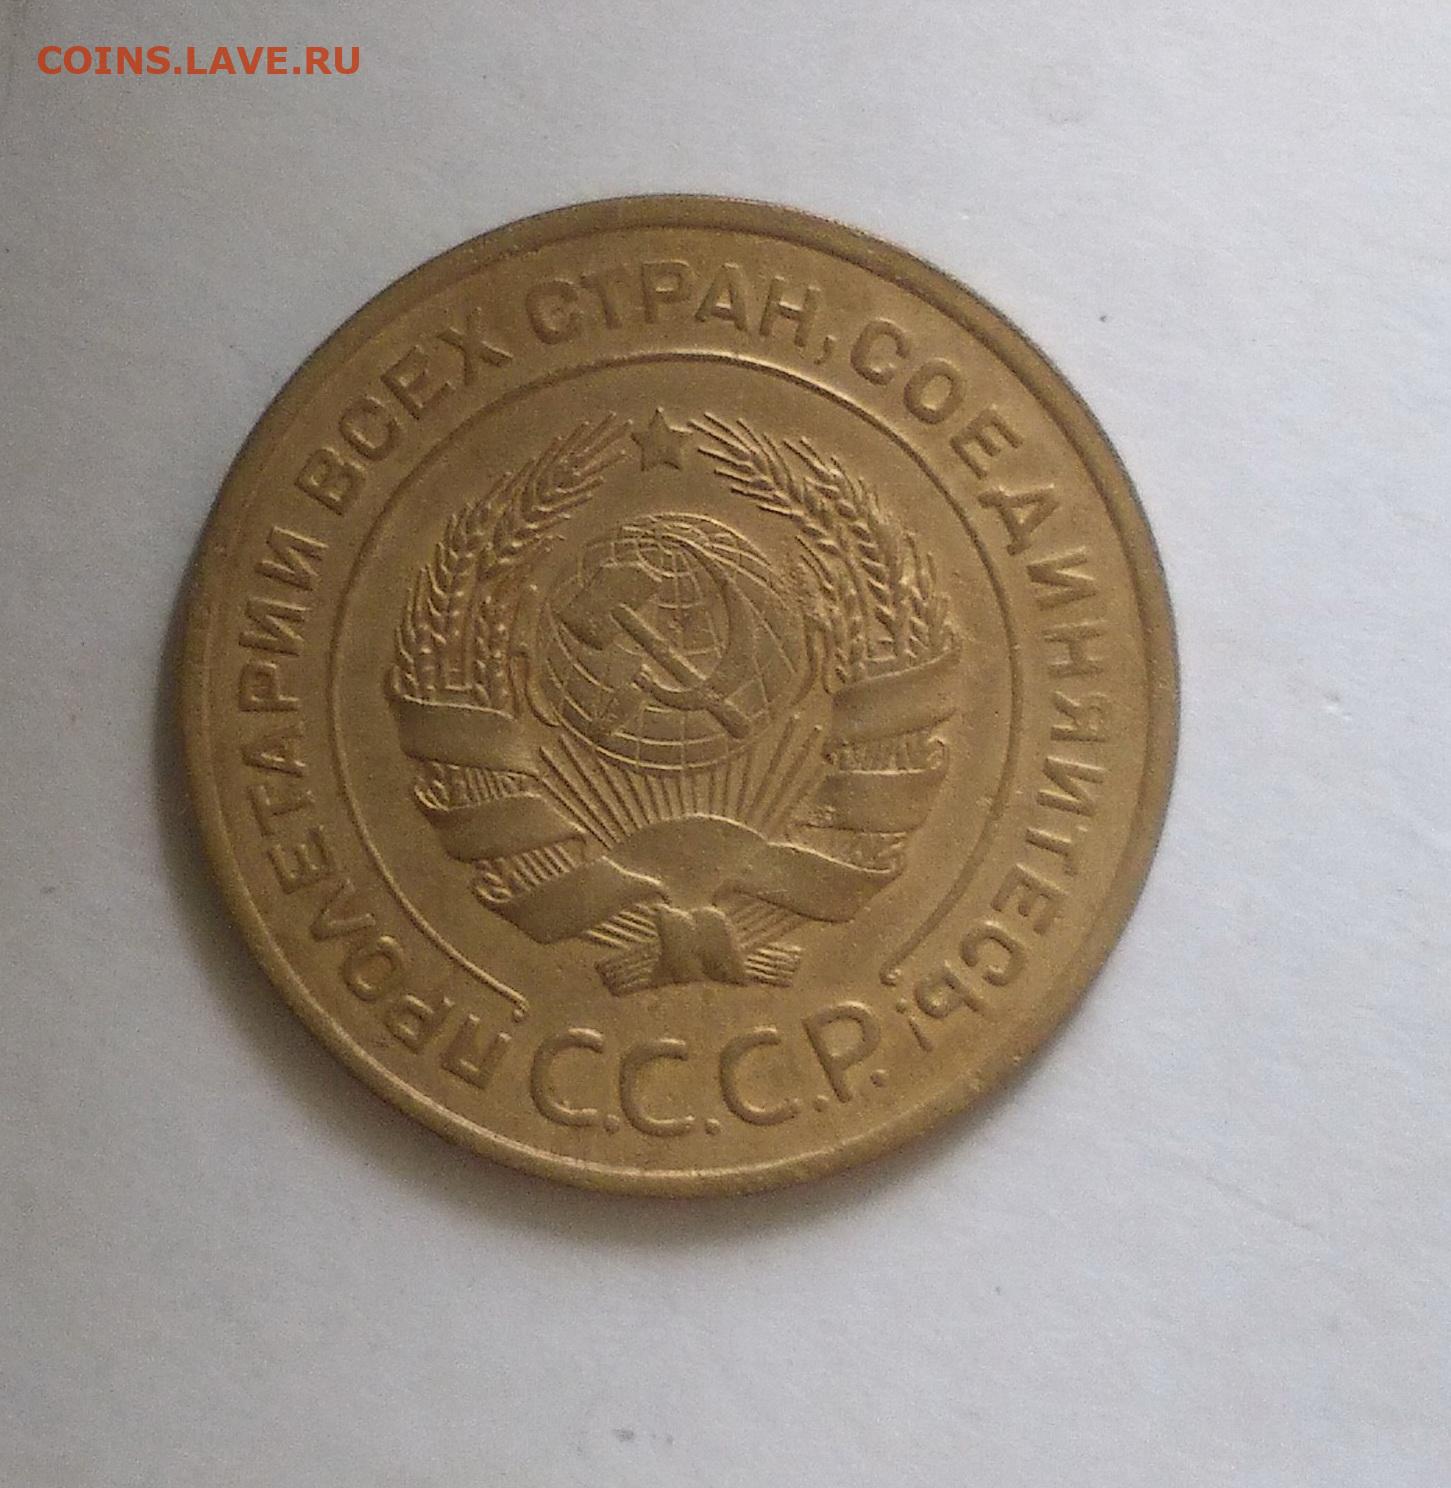 COINS.LAVE.RU
ПРОЛЕТАРИИ ВСЕХ СТРАН, СОЕДИНЯЙТЕСЬ!
С.С.С.Р.